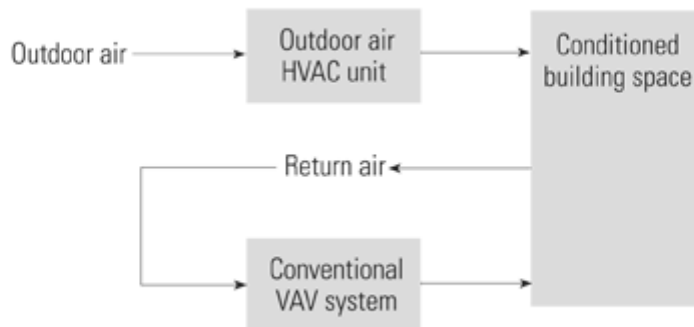 Outdoor air
Outdoor air
HVAC unit
Conditioned
building space
Return air
Conventional
VAV system